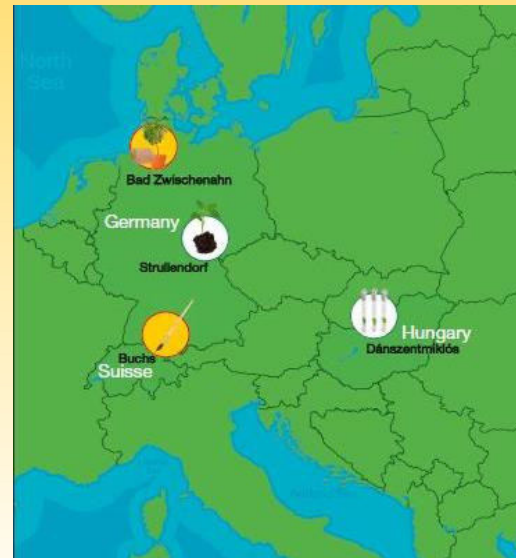 North
Sea
Bad Zwischenahn
Germany
Strullendorf
Hungary
Dánszentmiklós
Buchs
Suisse